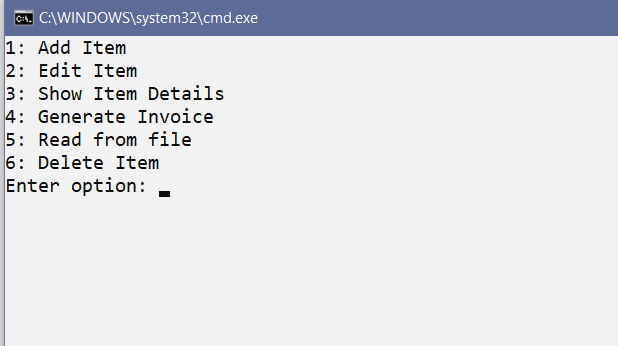 C:\WINDOWS\system32\cmd.exe
1: Add Item
2: Edit Item
3: Show Item Details
4: Generate Invoice
5: Read from file
6: Delete Item
Enter option: